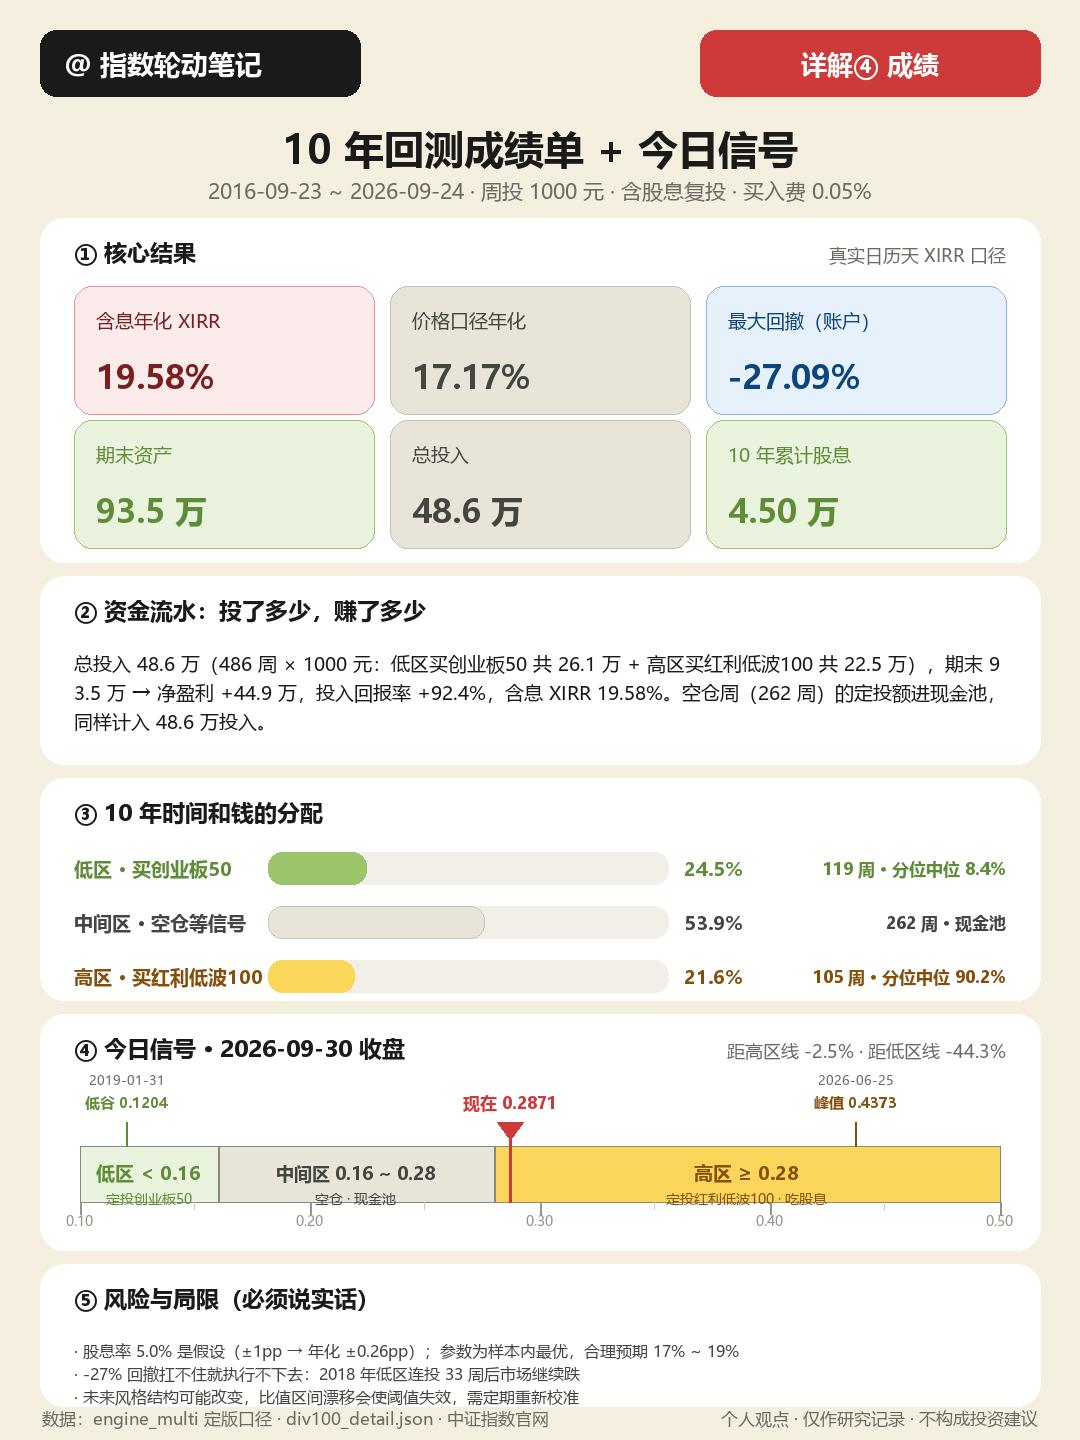 @ 指数轮动笔记
详解④ 成绩
10 年回测成绩单 + 今日信号
2016-09-23 ~ 2026-09-24 · 周投 1000 元 · 含股息复投 · 买入费 0.05%
① 核心结果
真实日历天 XIRR 口径
含息年化 XIRR
19.58%
价格口径年化
17.17%
最大回撤（账户）
-27.09%
期末资产
93.5 万
总投入
48.6 万
10 年累计股息
4.50 万
② 资金流水：投了多少，赚了多少
总投入 48.6 万（486 周 × 1000 元：低区买创业板50 共 26.1 万 + 高区买红利低波100 共 22.5 万），期末 9
3.5 万 → 净盈利 +44.9 万，投入回报率 +92.4%，含息 XIRR 19.58%。空仓周（262 周）的定投额进现金池，
同样计入 48.6 万投入。
③ 10 年时间和钱的分配
低区 · 买创业板50
24.5%
119 周 · 分位中位 8.4%
中间区 · 空仓等信号
53.9%
262 周 · 现金池
高区 · 买红利低波100
21.6%
105 周 · 分位中位 90.2%
④ 今日信号 · 2026-09-30 收盘
距高区线 -2.5% · 距低区线 -44.3%
2019-01-31
低谷 0.1204
现在 0.2871
2026-06-25
峰值 0.4373
低区 < 0.16
定投创业板50
中间区 0.16 ~ 0.28
空仓 · 现金池
高区 ≥ 0.28
定投红利低波100 · 吃股息
0.10
0.20
0.30
0.40
0.50
⑤ 风险与局限（必须说实话）
· 股息率 5.0% 是假设（±1pp → 年化 ±0.26pp）；参数为样本内最优，合理预期 17% ~ 19%
· -27% 回撤扛不住就执行不下去：2018 年低区连投 33 周后市场继续跌
· 未来风格结构可能改变，比值区间漂移会使阈值失效，需定期重新校准
数据：engine_multi 定版口径 · div100_detail.json · 中证指数官网
个人观点 · 仅作研究记录 · 不构成投资建议